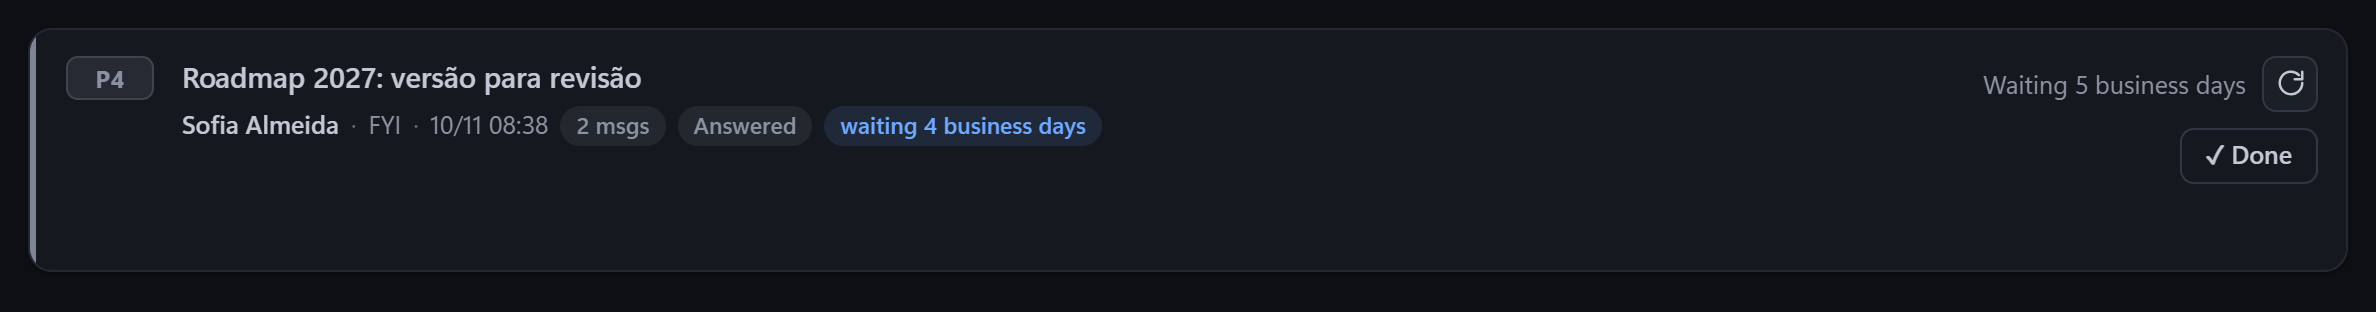 P4
Roadmap 2027: versão para revisão
Sofia Almeida · FYI · 10/11 08:38 2 msgs Answered waiting 4 business days
Waiting 5 business days
✓ Done